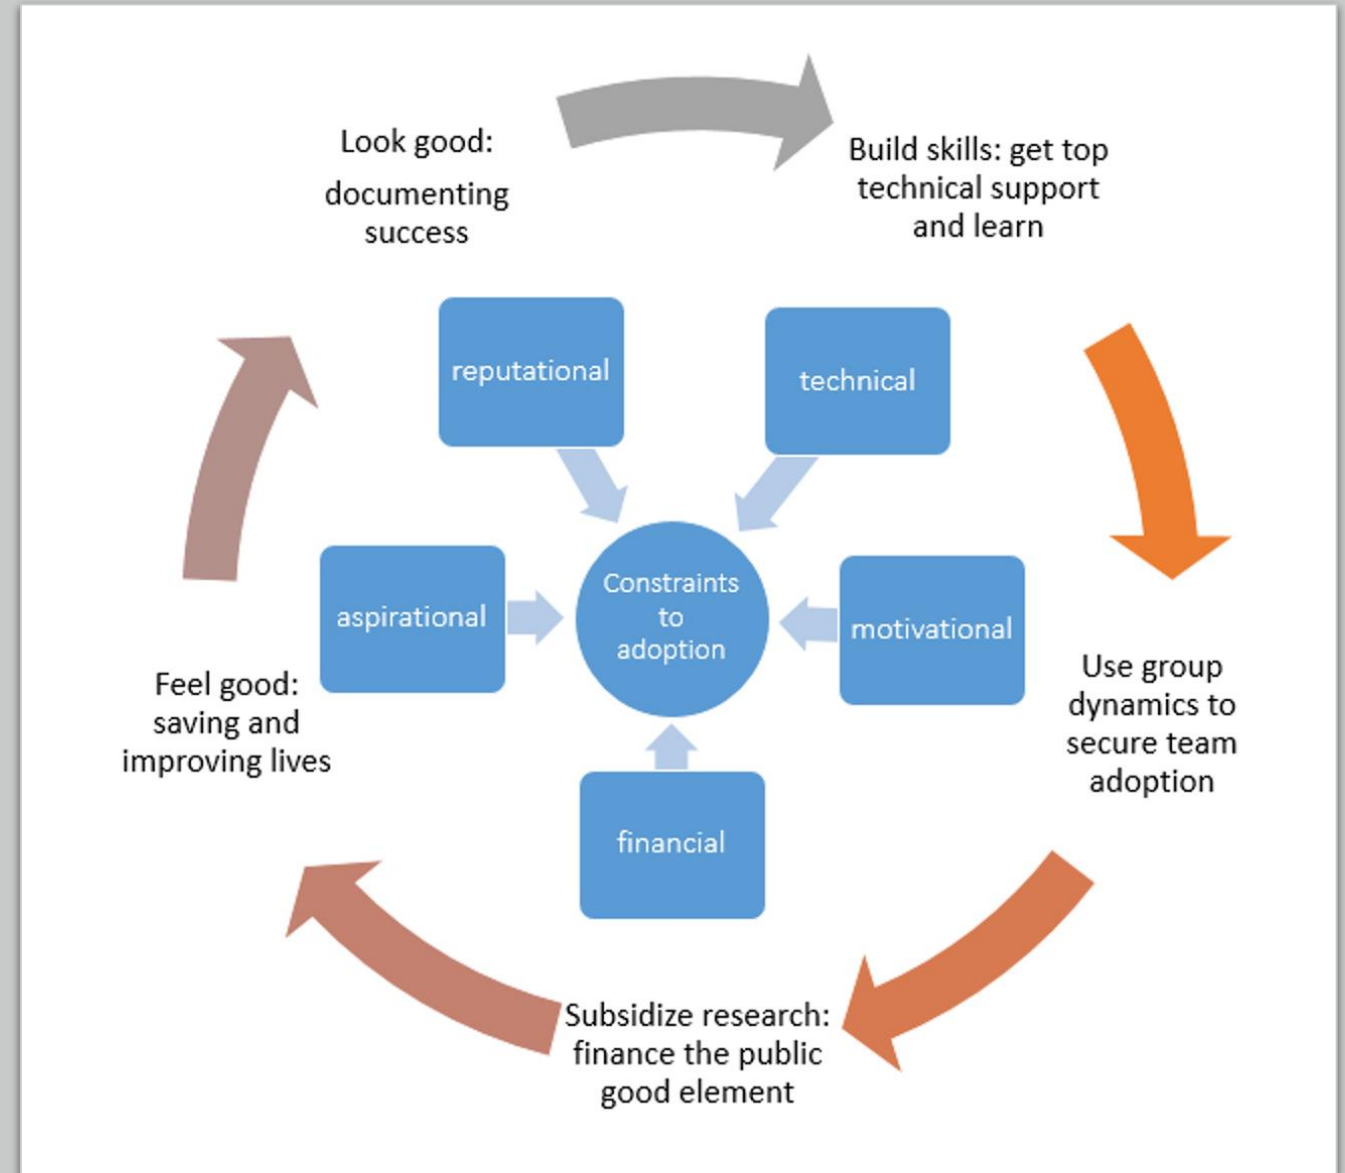 Look good:
documenting
success
Build skills: get top
technical support
and learn
reputational
technical
Constraints
to
adoption
aspirational
motivational
Feel good:
saving and
improving lives
Use group
dynamics to
secure team
adoption
financial
Subsidize research:
finance the public
good element